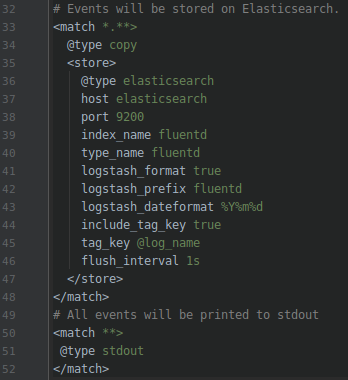 32 # Events will be stored on Elasticsearch.
33 <match *.**>
34   @type copy
35   <store>
36     @type elasticsearch
37     host elasticsearch
38     port 9200
39     index_name fluentd
40     type_name fluentd
41     logstash_format true
42     logstash_prefix fluentd
43     logstash_dateformat %Y%m%d
44     include_tag_key true
45     tag_key @log_name
46     flush_interval 1s
47   </store>
48 </match>
49 # All events will be printed to stdout
50 <match **>
51  @type stdout
52 </match>